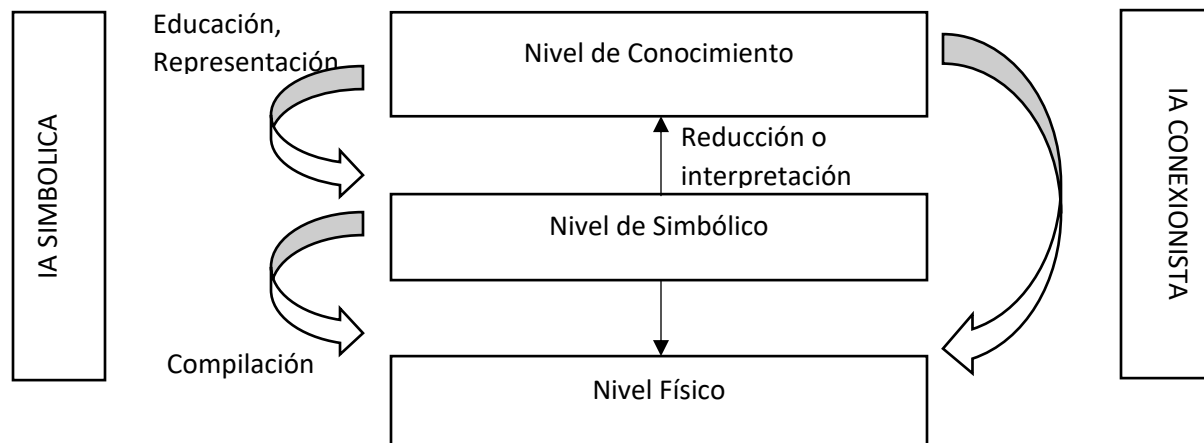 Educación,
Representación
Nivel de Conocimiento
IA SIMBOLICA
Reducción o
interpretación
Nivel de Simbólico
Compilación
Nivel Físico
IA CONEXIONISTA